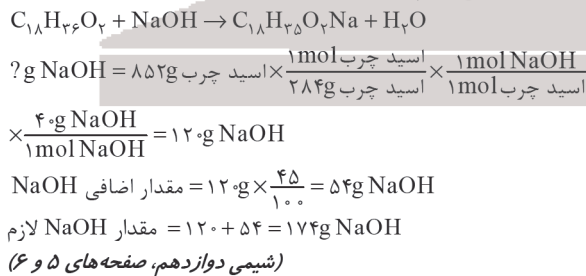 C₁₈H₃₆O₂ + NaOH → C₁₈H₃₅O₂Na + H₂O
?g NaOH = ۸۵۲g اسید چرب × ۱mol اسید چرب / ۲۸۴g اسید چرب × ۱mol NaOH / ۱mol اسید چرب
× ۴۰g NaOH / ۱mol NaOH = ۱۲۰g NaOH
مقدار اضافی NaOH = ۱۲۰g × ۴۵ / ۱۰۰ = ۵۴g NaOH
مقدار NaOH لازم = ۱۲۰ + ۵۴ = ۱۷۴g NaOH
(شیمی دوازدهم، صفحه‌های ۵ و ۶)